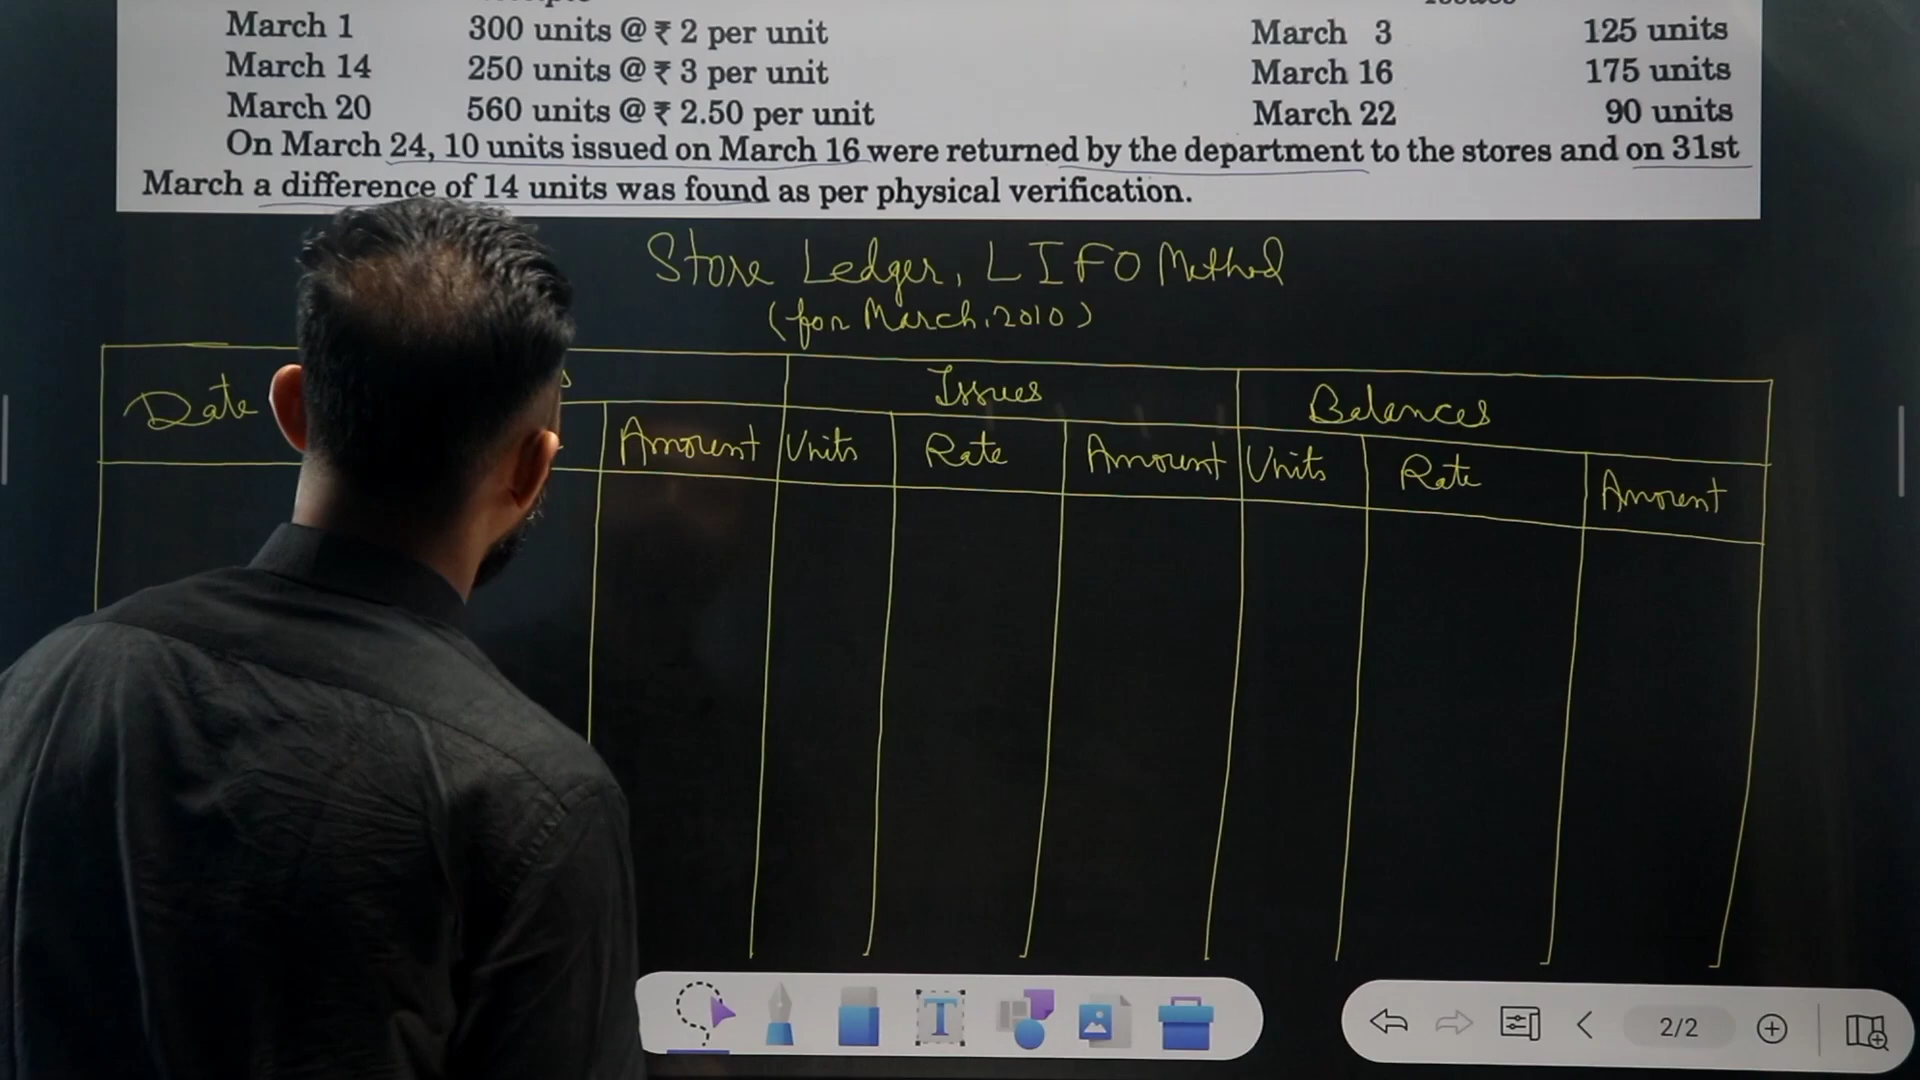 March 1 300 units @ ₹ 2 per unit March 3 125 units
March 14 250 units @ ₹ 3 per unit March 16 175 units
March 20 560 units @ ₹ 2.50 per unit March 22 90 units
On March 24, 10 units issued on March 16 were returned by the department to the stores and on 31st
March a difference of 14 units was found as per physical verification.
Store Ledger, LIFO Method
(for March, 2010)
Date Issues Balances
Amount Units Rate Amount Units Rate Amount
T
2/2